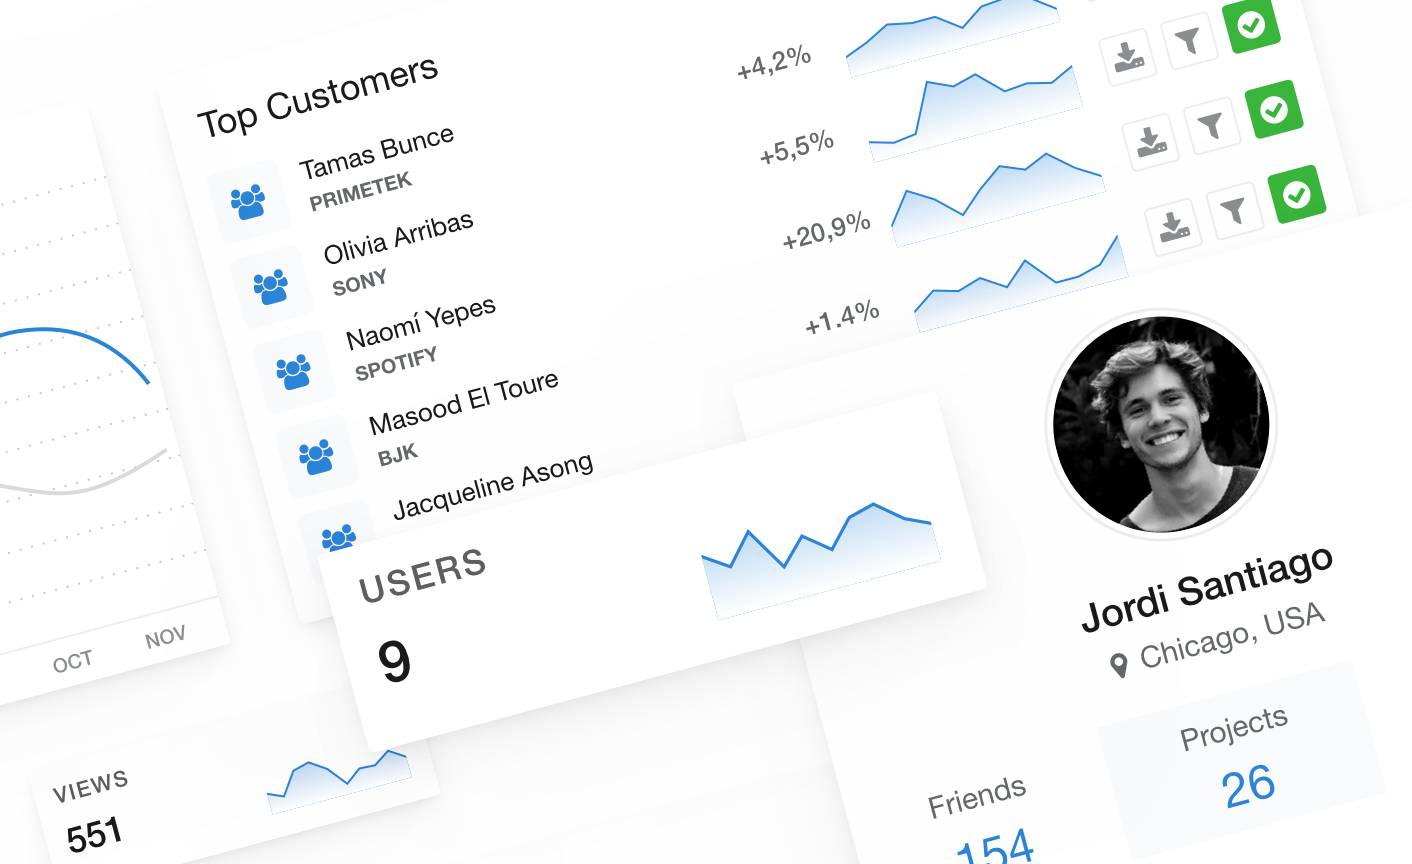 Top Customers
Tamas Bunce
PRIMETEK
Olivia Arribas
SONY
Naomí Yepes
SPOTIFY
Masood El Toure
BJK
Jacqueline Asong
+4,2%
+5,5%
+20,9%
+1.4%
OCT
NOV
USERS
9
VIEWS
551
Jordi Santiago
Chicago, USA
Friends
154
Projects
26